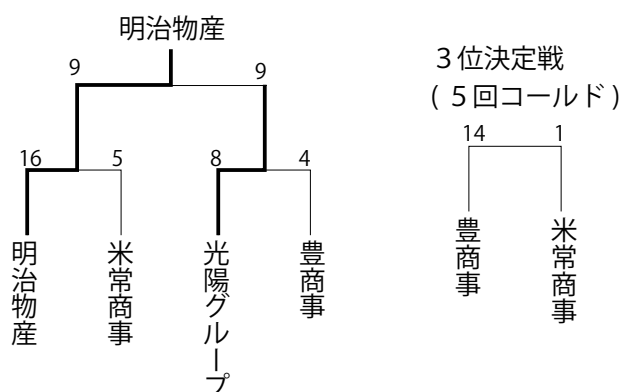 明治物産
9
9
16
5
8
4
明治物産
米常商事
光陽グループ
豊商事
3位決定戦
(5回コールド)
14
1
豊商事
米常商事